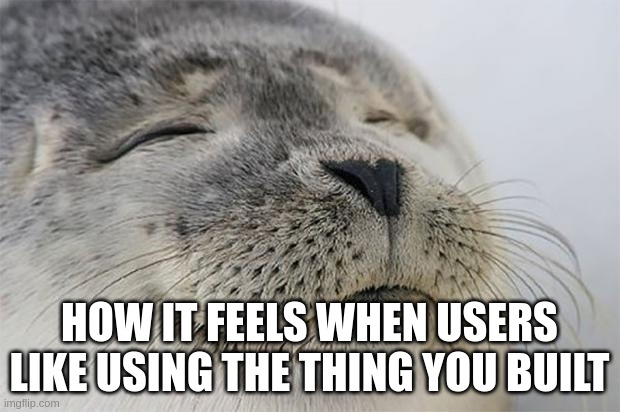 HOW IT FEELS WHEN USERS
LIKE USING THE THING YOU BUILT
imgflip.com